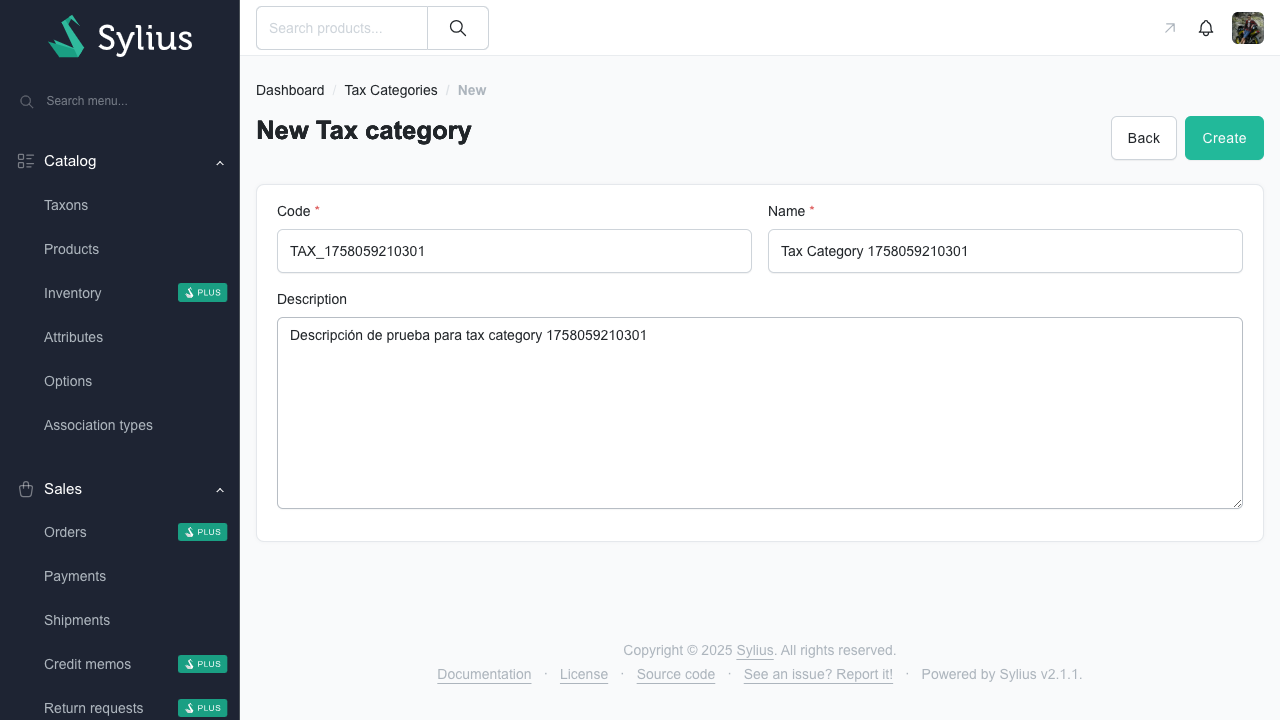 Sylius
Search products...
Search menu...
Dashboard / Tax Categories / New
New Tax category
Back
Create
Catalog
Taxons
Products
Inventory PLUS
Attributes
Options
Association types
Sales
Orders PLUS
Payments
Shipments
Credit memos PLUS
Return requests PLUS
Code *
TAX_1758059210301
Name *
Tax Category 1758059210301
Description
Descripción de prueba para tax category 1758059210301
Copyright © 2025 Sylius. All rights reserved.
Documentation · License · Source code · See an issue? Report it! · Powered by Sylius v2.1.1.